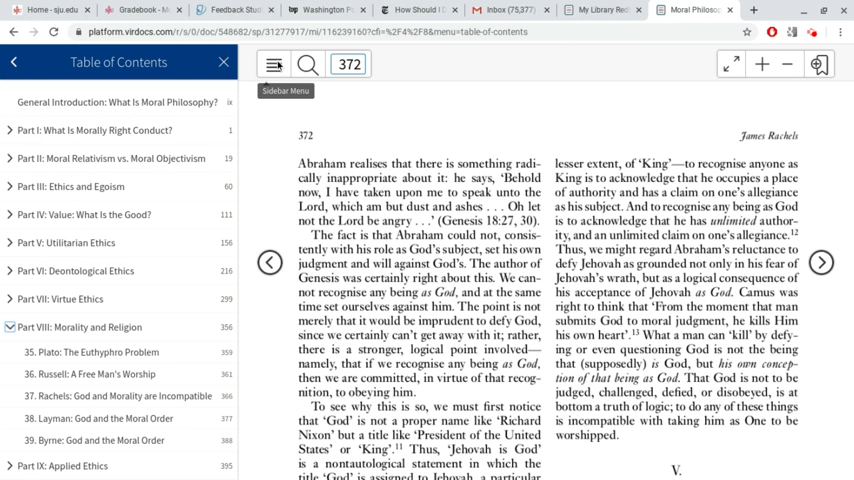 Home - sju.edu
Gradebook - M
Feedback Stud
Washington P
How Should I D
Inbox (75,377)
My Library Re
Moral Philoso
platform.virdocs.com/r/s/0/doc/548682/sp/31277917/mi/116239160?cfi=%2F4%2F8&menu=table-of-contents
Table of Contents
372
Sidebar Menu
General Introduction: What Is Moral Philosophy? ix
Part I: What Is Morally Right Conduct? 1
Part II: Moral Relativism vs. Moral Objectivism 19
Part III: Ethics and Egoism 60
Part IV: Value: What Is the Good? 111
Part V: Utilitarian Ethics 156
Part VI: Deontological Ethics 216
Part VII: Virtue Ethics 299
Part VIII: Morality and Religion 356
35. Plato: The Euthyphro Problem 359
36. Russell: A Free Man's Worship 361
37. Rachels: God and Morality are Incompatible 366
38. Layman: God and the Moral Order 377
39. Byrne: God and the Moral Order 388
Part IX: Applied Ethics 395
372
James Rachels
Abraham realises that there is something radi-
cally inappropriate about it: he says, 'Behold
now, I have taken upon me to speak unto the
Lord, which am but dust and ashes . . . Oh let
not the Lord be angry . . .' (Genesis 18:27, 30).
The fact is that Abraham could not, consis-
tently with his role as God's subject, set his own
judgment and will against God's. The author of
Genesis was certainly right about this. We can-
not recognise any being as God, and at the same
time set ourselves against him. The point is not
merely that it would be imprudent to defy God,
since we certainly can't get away with it; rather,
there is a stronger, logical point involved—
namely, that if we recognise any being as God,
then we are committed, in virtue of that recog-
nition, to obeying him.
To see why this is so, we must first notice
that 'God' is not a proper name like 'Richard
Nixon' but a title like 'President of the United
States' or 'King'.11 Thus, 'Jehovah is God'
is a nontautological statement in which the
title 'God' is assigned to Jehovah, a particular
lesser extent, of 'King'—to recognise anyone as
King is to acknowledge that he occupies a place
of authority and has a claim on one's allegiance
as his subject. And to recognise any being as God
is to acknowledge that he has unlimited author-
ity, and an unlimited claim on one's allegiance.12
Thus, we might regard Abraham's reluctance to
defy Jehovah as grounded not only in his fear of
Jehovah's wrath, but as a logical consequence of
his acceptance of Jehovah as God. Camus was
right to think that 'From the moment that man
submits God to moral judgment, he kills Him
in his own heart'.13 What a man can 'kill' by defy-
ing or even questioning God is not the being
that (supposedly) is God, but his own concep-
tion of that being as God. That God is not to be
judged, challenged, defied, or disobeyed, is at
bottom a truth of logic; to do any of these things
is incompatible with taking him as One to be
worshipped.
V.